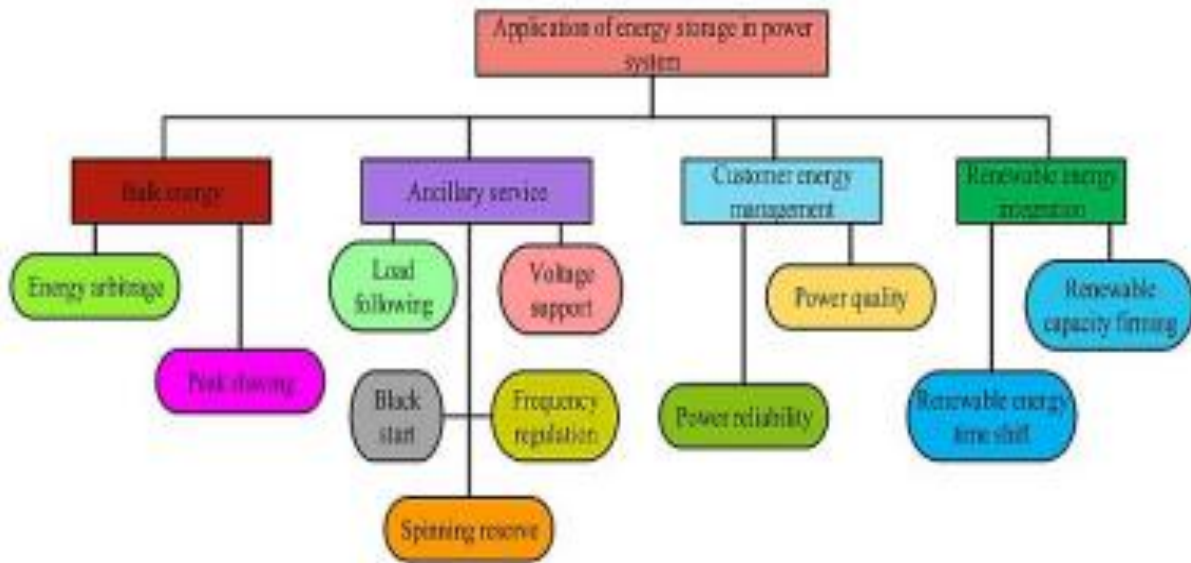 Application of energy storage in power
system
Bulk energy
Ancillary service
Customer energy
management
Renewable energy
integration
Energy arbitrage
Load
following
Voltage
support
Power quality
Renewable
capacity firming
Peak shaving
Black
start
Frequency
regulation
Power reliability
Renewable energy
time shift
Spinning reserve